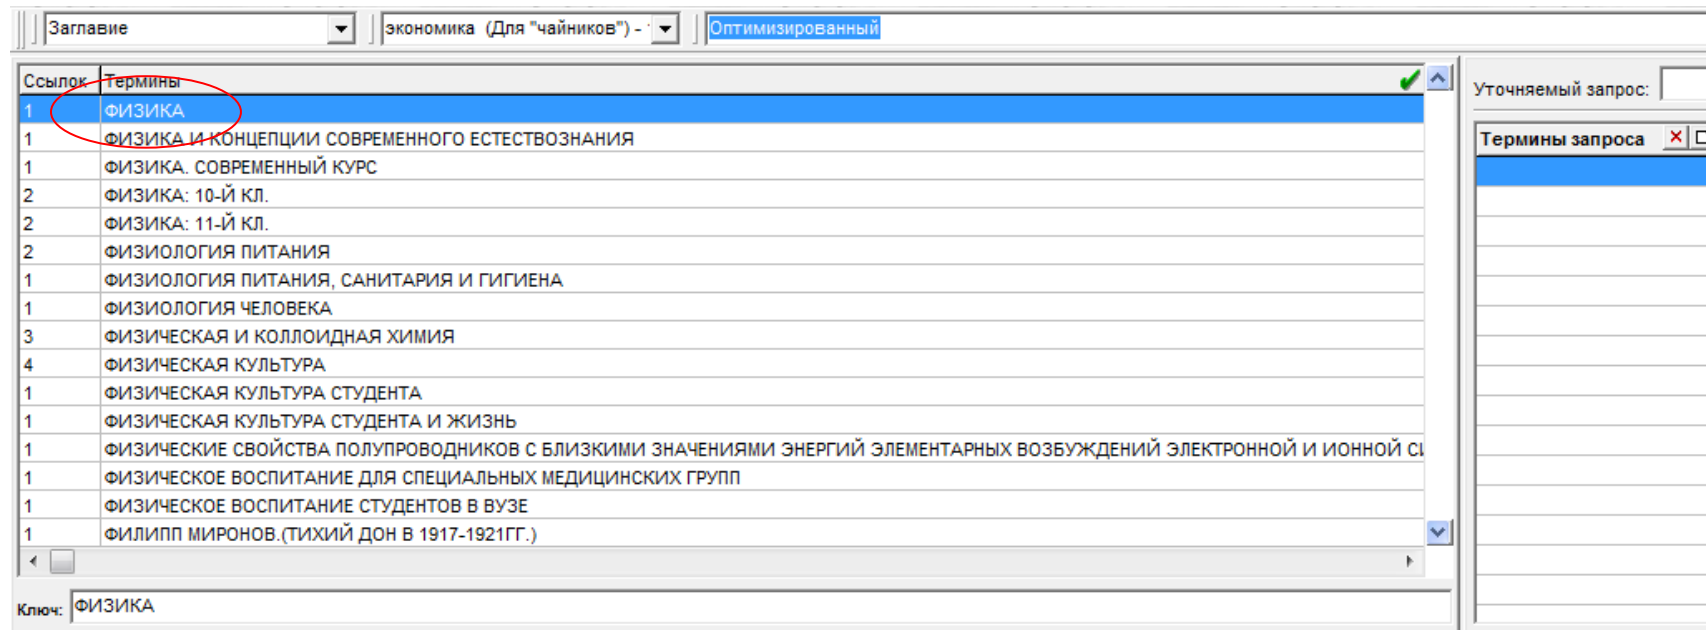 Заглавие экономика (Для "чайников") - Оптимизированный
Ссылок Термины
Уточняемый запрос:
Термины запроса
1 ФИЗИКА
1 ФИЗИКА И КОНЦЕПЦИИ СОВРЕМЕННОГО ЕСТЕСТВОЗНАНИЯ
1 ФИЗИКА. СОВРЕМЕННЫЙ КУРС
2 ФИЗИКА: 10-Й КЛ.
2 ФИЗИКА: 11-Й КЛ.
2 ФИЗИОЛОГИЯ ПИТАНИЯ
1 ФИЗИОЛОГИЯ ПИТАНИЯ, САНИТАРИЯ И ГИГИЕНА
1 ФИЗИОЛОГИЯ ЧЕЛОВЕКА
3 ФИЗИЧЕСКАЯ И КОЛЛОИДНАЯ ХИМИЯ
4 ФИЗИЧЕСКАЯ КУЛЬТУРА
1 ФИЗИЧЕСКАЯ КУЛЬТУРА СТУДЕНТА
1 ФИЗИЧЕСКАЯ КУЛЬТУРА СТУДЕНТА И ЖИЗНЬ
1 ФИЗИЧЕСКИЕ СВОЙСТВА ПОЛУПРОВОДНИКОВ С БЛИЗКИМИ ЗНАЧЕНИЯМИ ЭНЕРГИЙ ЭЛЕМЕНТАРНЫХ ВОЗБУЖДЕНИЙ ЭЛЕКТРОННОЙ И ИОННОЙ
1 ФИЗИЧЕСКОЕ ВОСПИТАНИЕ ДЛЯ СПЕЦИАЛЬНЫХ МЕДИЦИНСКИХ ГРУПП
1 ФИЗИЧЕСКОЕ ВОСПИТАНИЕ СТУДЕНТОВ В ВУЗЕ
1 ФИЛИПП МИРОНОВ.(ТИХИЙ ДОН В 1917-1921ГГ.)
Ключ: ФИЗИКА